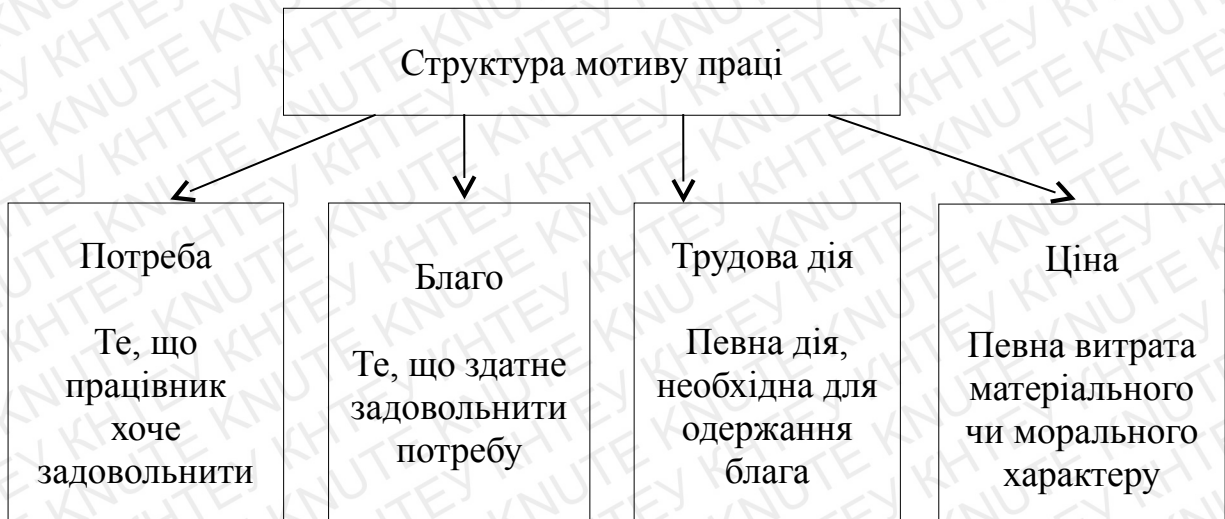 Структура мотиву праці
Потреба
Те, що
працівник
хоче
задовольнити
Благо
Те, що здатне
задовольнити
потребу
Трудова дія
Певна дія,
необхідна для
одержання
блага
Ціна
Певна витрата
матеріального
чи морального
характеру